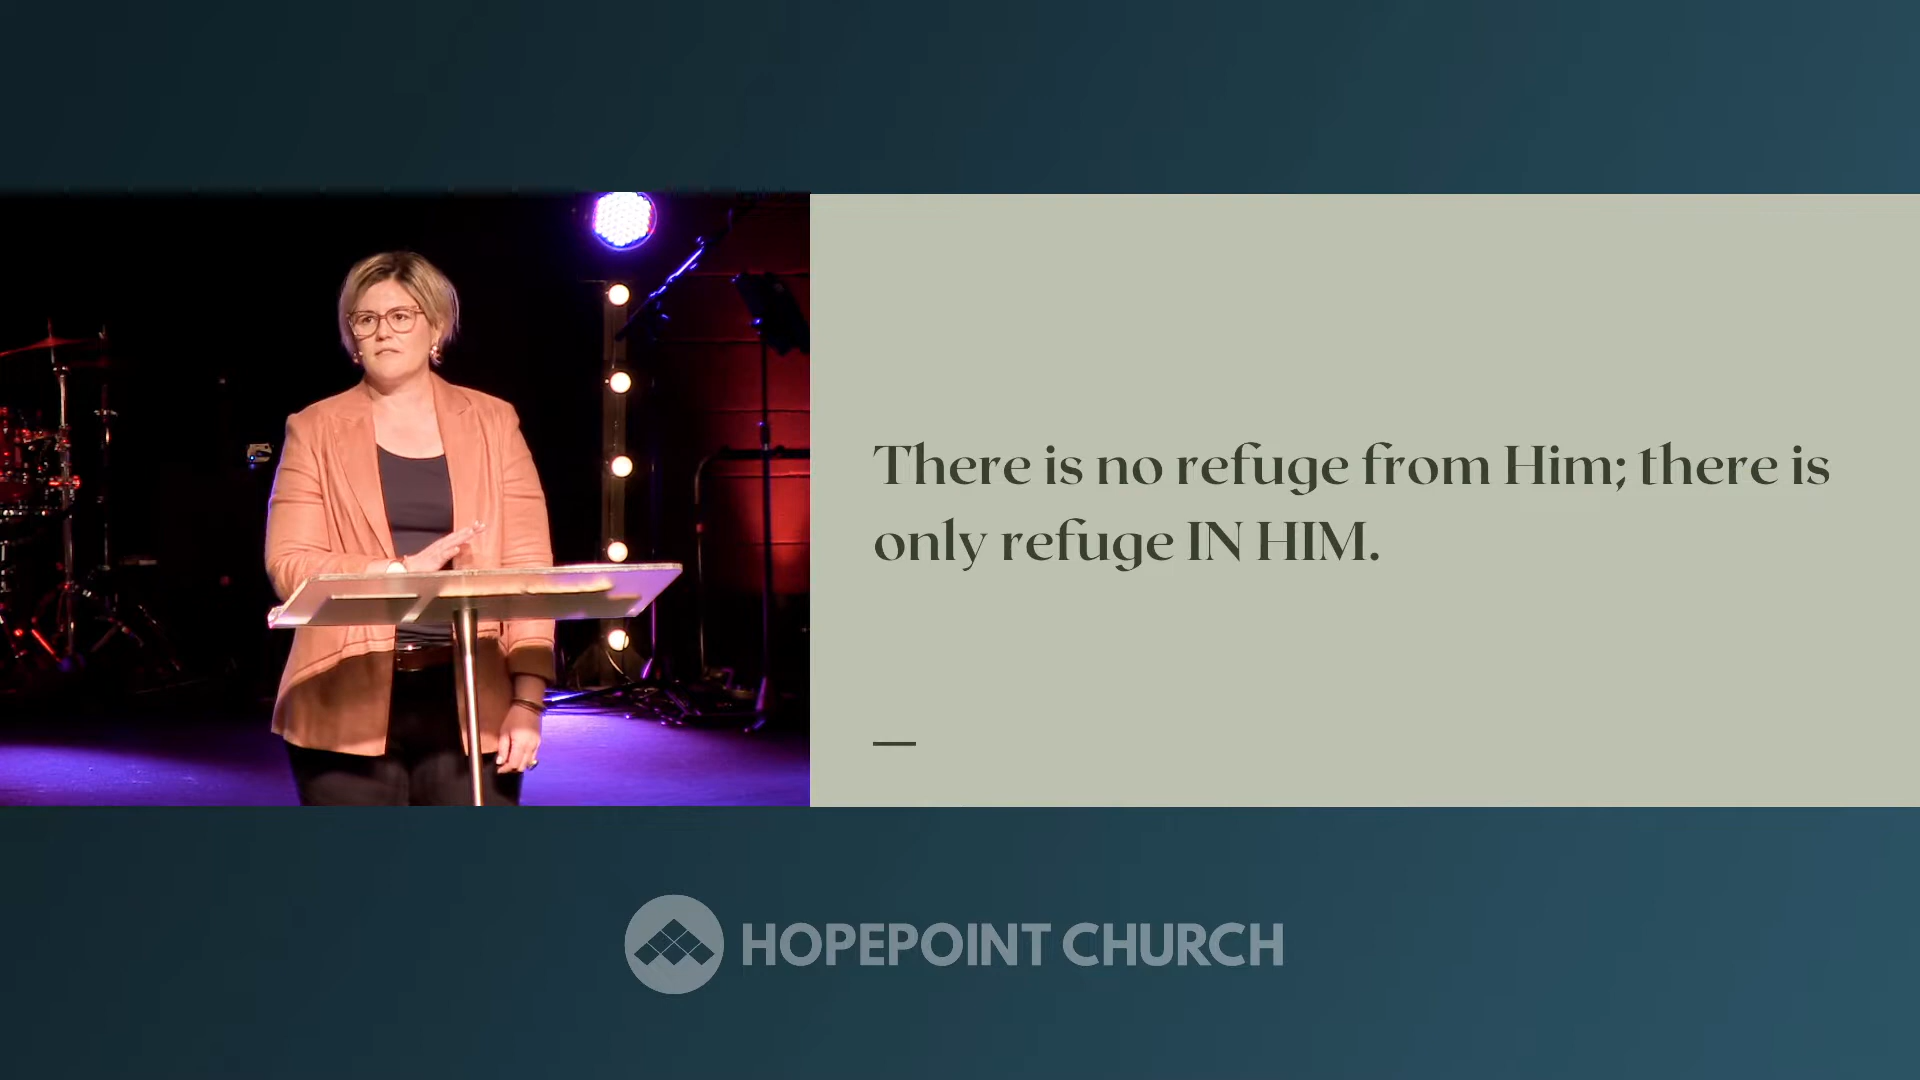 There is no refuge from Him; there is
only refuge IN HIM.
HOPEPOINT CHURCH